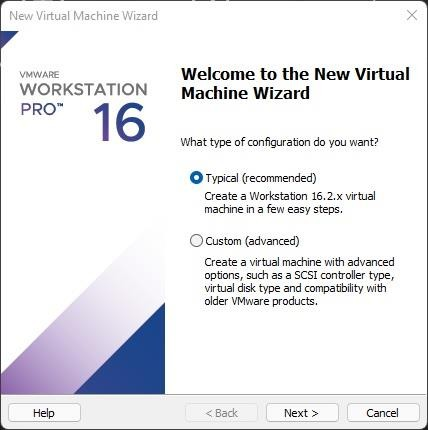 New Virtual Machine Wizard
VMWARE
WORKSTATION
PRO™
16
Welcome to the New Virtual
Machine Wizard
What type of configuration do you want?
Typical (recommended)
Create a Workstation 16.2.x virtual
machine in a few easy steps.
Custom (advanced)
Create a virtual machine with advanced
options, such as a SCSI controller type,
virtual disk type and compatibility with
older VMware products.
Help
< Back
Next >
Cancel